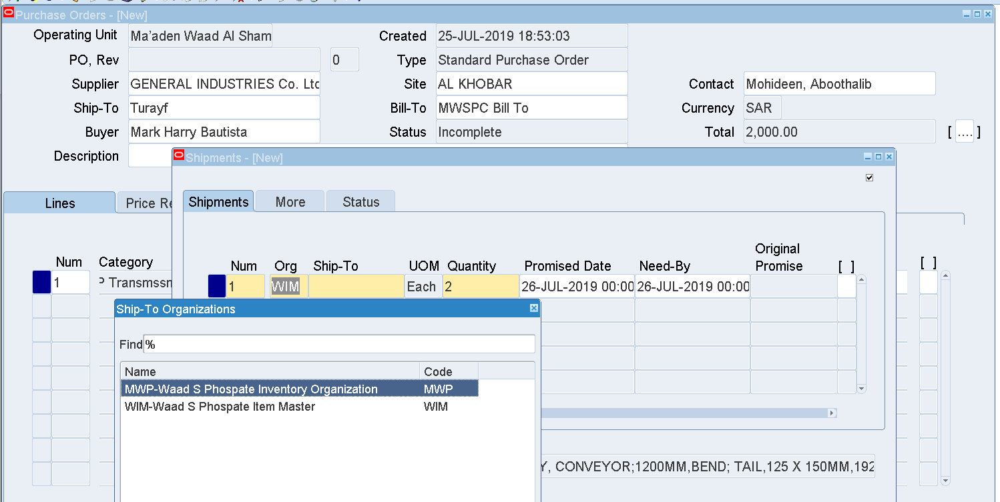 Purchase Orders - [New]
Operating Unit Ma'aden Waad Al Sham Created 25-JUL-2019 18:53:03
PO, Rev 0 Type Standard Purchase Order
Supplier GENERAL INDUSTRIES Co. Ltd Site AL KHOBAR Contact Mohideen, Aboothalib
Ship-To Turayf Bill-To MWSPC Bill To Currency SAR
Buyer Mark Harry Bautista Status Incomplete Total 2,000.00 [ .... ]
Description
Shipments - [New]
Lines Price Re
Shipments More Status
Num Category [ ]
1 P Transmssn
Num Org Ship-To UOM Quantity Promised Date Need-By Original Promise [ ]
1 WIM Each 2 26-JUL-2019 00:00 26-JUL-2019 00:00
Ship-To Organizations
Find %
Name Code
MWP-Waad S Phospate Inventory Organization MWP
WIM-Waad S Phospate Item Master WIM
Y, CONVEYOR;1200MM,BEND; TAIL,125 X 150MM,192